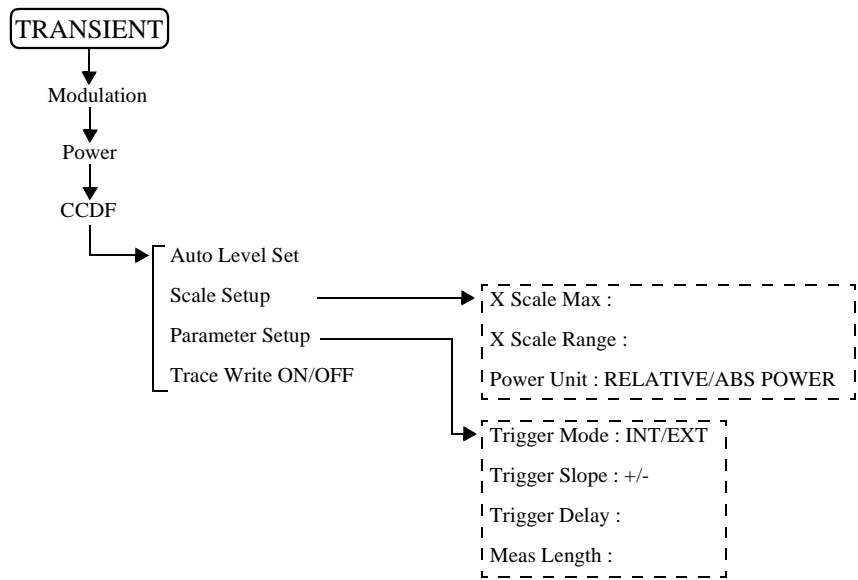 TRANSIENT
Modulation
Power
CCDF
Auto Level Set
Scale Setup
Parameter Setup
Trace Write ON/OFF
X Scale Max :
X Scale Range :
Power Unit : RELATIVE/ABS POWER
Trigger Mode : INT/EXT
Trigger Slope : +/-
Trigger Delay :
Meas Length :